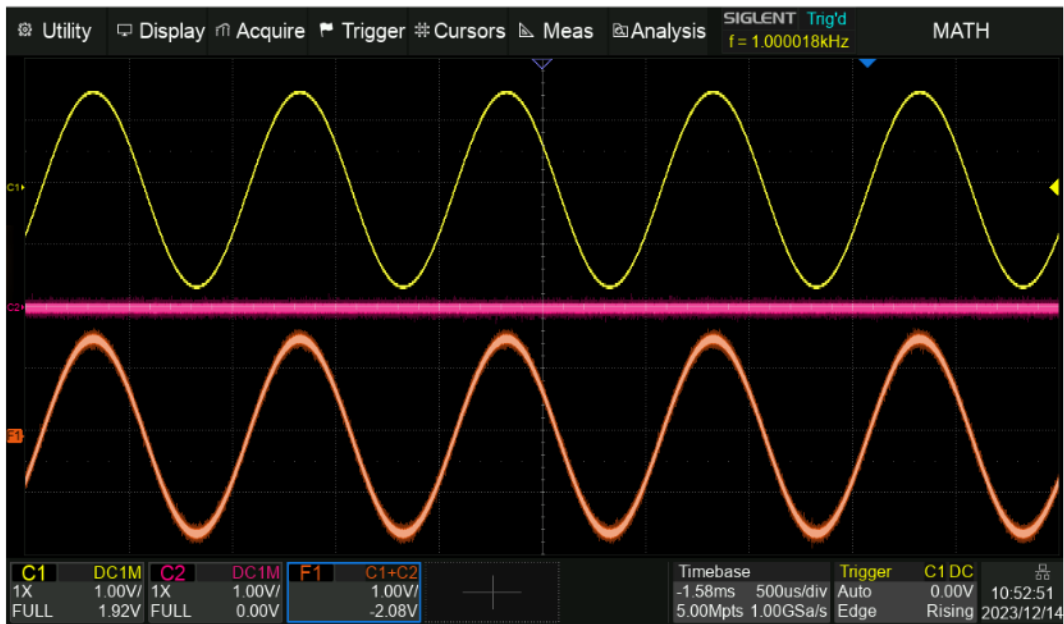 Utility Display Acquire Trigger Cursors Meas Analysis SIGLENT Trig'd MATH
f = 1.000018kHz
C1
C2
F1
C1 DC1M C2 DC1M F1 C1+C2 Timebase Trigger C1 DC
1X 1.00V/ 1X 1.00V/ 1.00V/ -1.58ms 500us/div Auto 0.00V 10:52:51
FULL 1.92V FULL 0.00V -2.08V 5.00Mpts 1.00GSa/s Edge Rising 2023/12/14